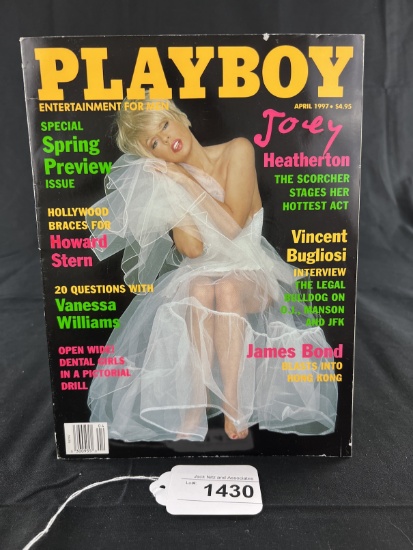 PLAYBOY
ENTERTAINMENT FOR MEN
APRIL 1997 • $4.95
SPECIAL
Spring
Preview
ISSUE
HOLLYWOOD
BRACES FOR
Howard
Stern
20 QUESTIONS WITH
Vanessa
Williams
OPEN WIDE!
DENTAL GIRLS
IN A PICTORIAL
DRILL
Joey
Heatherton
THE SCORCHER
STAGES HER
HOTTEST ACT
Vincent
Bugliosi
INTERVIEW
THE LEGAL
BULLDOG ON
O.J., MANSON
AND JFK
James Bond
BLASTS INTO
HONG KONG
Lot#
1430